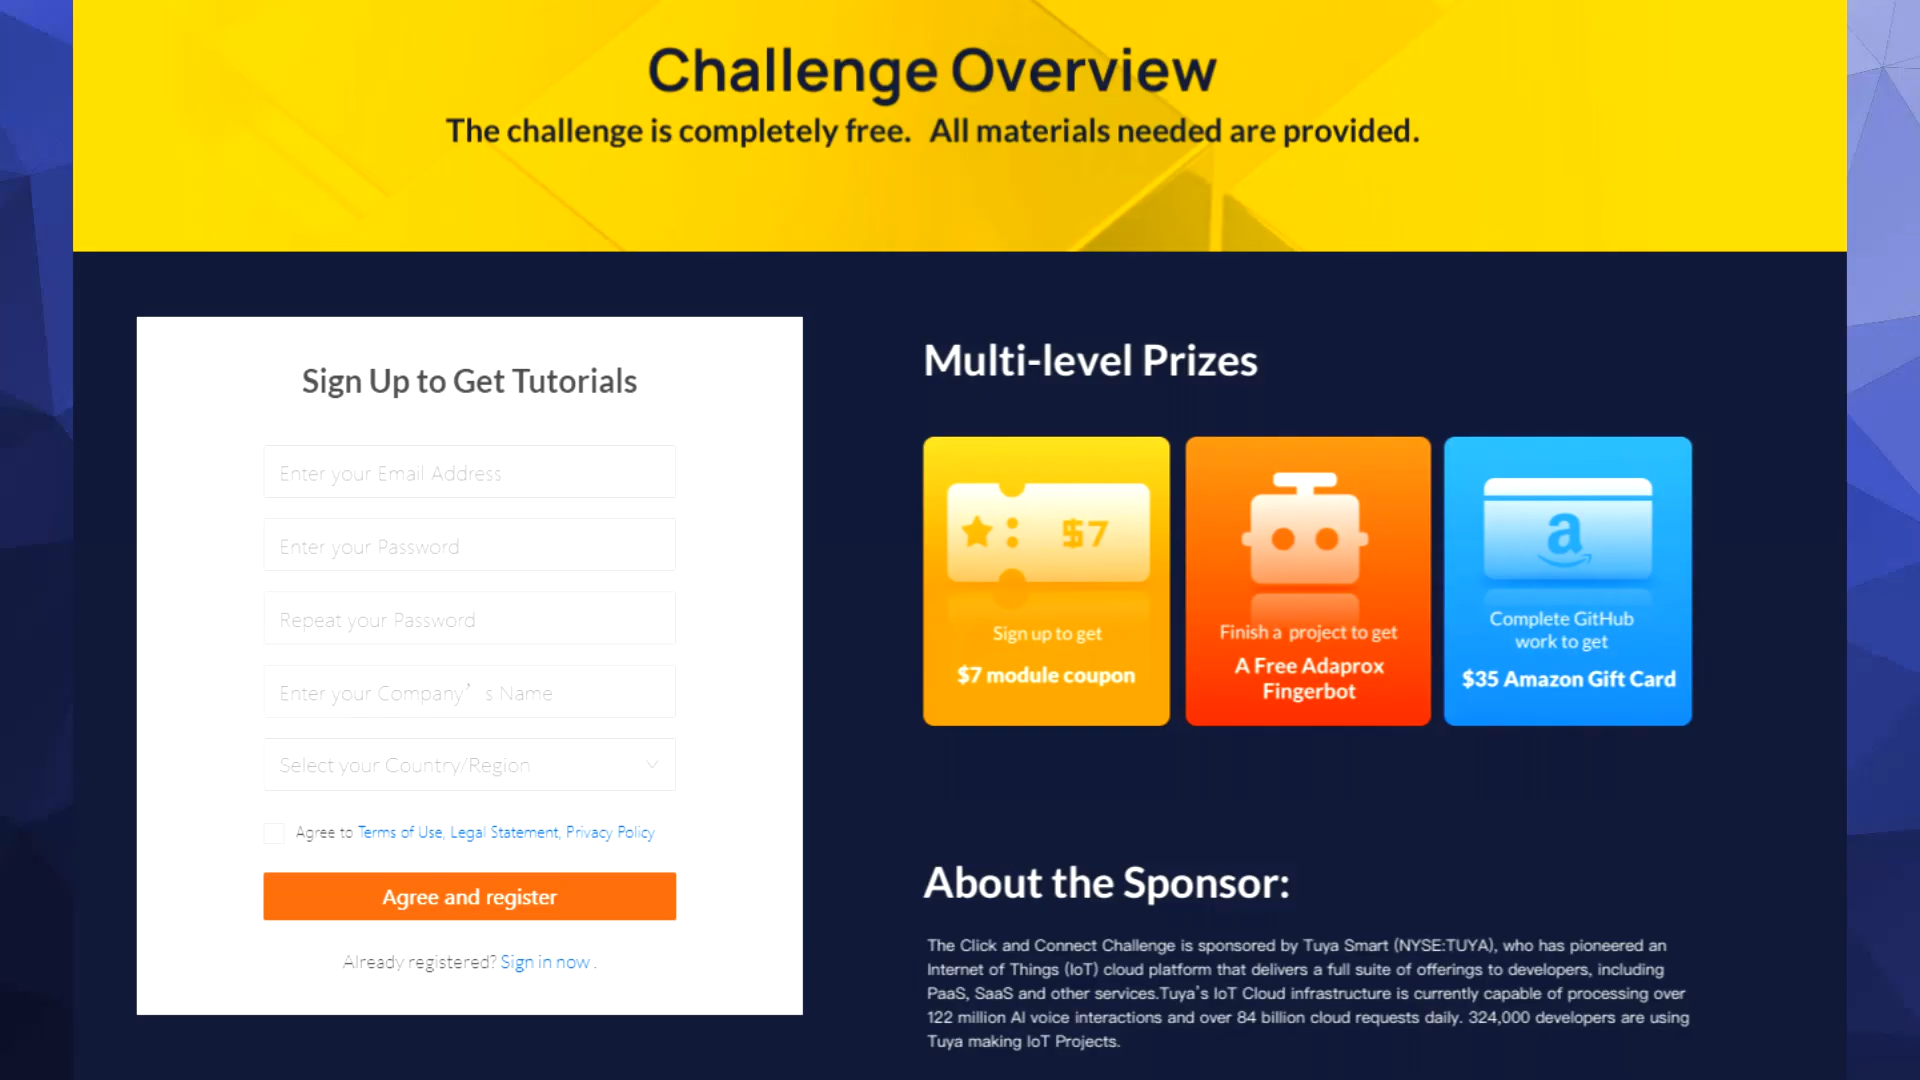 Challenge Overview
The challenge is completely free. All materials needed are provided.
Sign Up to Get Tutorials
Enter your Email Address
Enter your Password
Repeat your Password
Enter your Company’s Name
Select your Country/Region
Agree to Terms of Use, Legal Statement, Privacy Policy
Agree and register
Already registered? Sign in now .
Multi-level Prizes
$7
Sign up to get
$7 module coupon
Finish a project to get
A Free Adaprox
Fingerbot
a
Complete GitHub
work to get
$35 Amazon Gift Card
About the Sponsor:
The Click and Connect Challenge is sponsored by Tuya Smart (NYSE:TUYA), who has pioneered an
Internet of Things (IoT) cloud platform that delivers a full suite of offerings to developers, including
PaaS, SaaS and other services.Tuya’s IoT Cloud infrastructure is currently capable of processing over
122 million AI voice interactions and over 84 billion cloud requests daily. 324,000 developers are using
Tuya making IoT Projects.